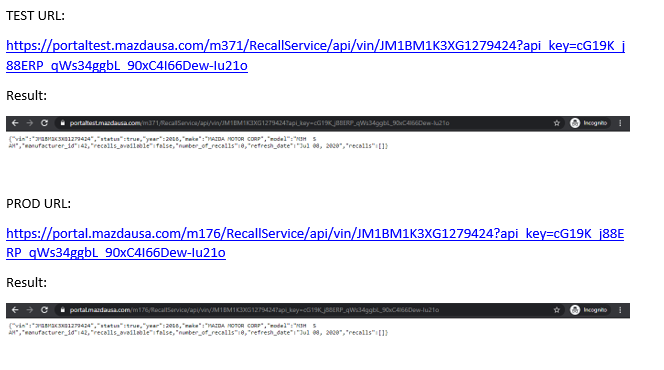 TEST URL:
https://portaltest.mazdausa.com/m371/RecallService/api/vin/JM1BM1K3XG1279424?api_key=cG19K_j
88ERP_qWs34ggbL_90xC4I66Dew-Iu21o
Result:
portaltest.mazdausa.com/m371/RecallService/api/vin/JM1BM1K3XG1279424?api_key=cG19K_j88ERP_qWs34ggbL_90xC4I66Dew-Iu21o Incognito
{"vin":"JM1BM1K3XG1279424","status":true,"year":2016,"make":"MAZDA MOTOR CORP","model":"M3H S
AM","manufacturer_id":42,"recalls_available":false,"number_of_recalls":0,"refresh_date":"Jul 08, 2020","recalls":[]}
PROD URL:
https://portal.mazdausa.com/m176/RecallService/api/vin/JM1BM1K3XG1279424?api_key=cG19K_j88E
RP_qWs34ggbL_90xC4I66Dew-Iu21o
Result:
portal.mazdausa.com/m176/RecallService/api/vin/JM1BM1K3XG1279424?api_key=cG19K_j88ERP_qWs34ggbL_90xC4I66Dew-Iu21o Incognito
{"vin":"JM1BM1K3XG1279424","status":true,"year":2016,"make":"MAZDA MOTOR CORP","model":"M3H S
AM","manufacturer_id":42,"recalls_available":false,"number_of_recalls":0,"refresh_date":"Jul 08, 2020","recalls":[]}